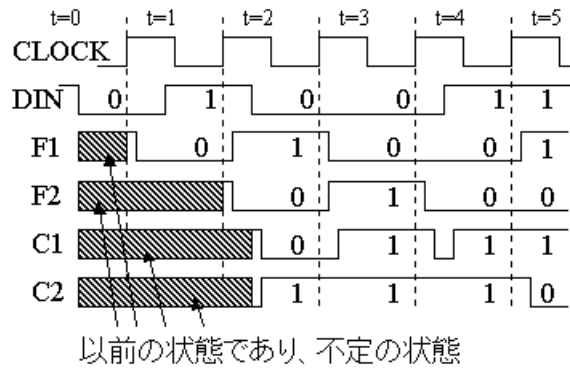 t=0 t=1 t=2 t=3 t=4 t=5
CLOCK
DIN 0 1 0 0 1 1
F1 0 1 0 0 1
F2 0 1 0 0
C1 0 1 1 1
C2 1 1 1 0
以前の状態であり、不定の状態